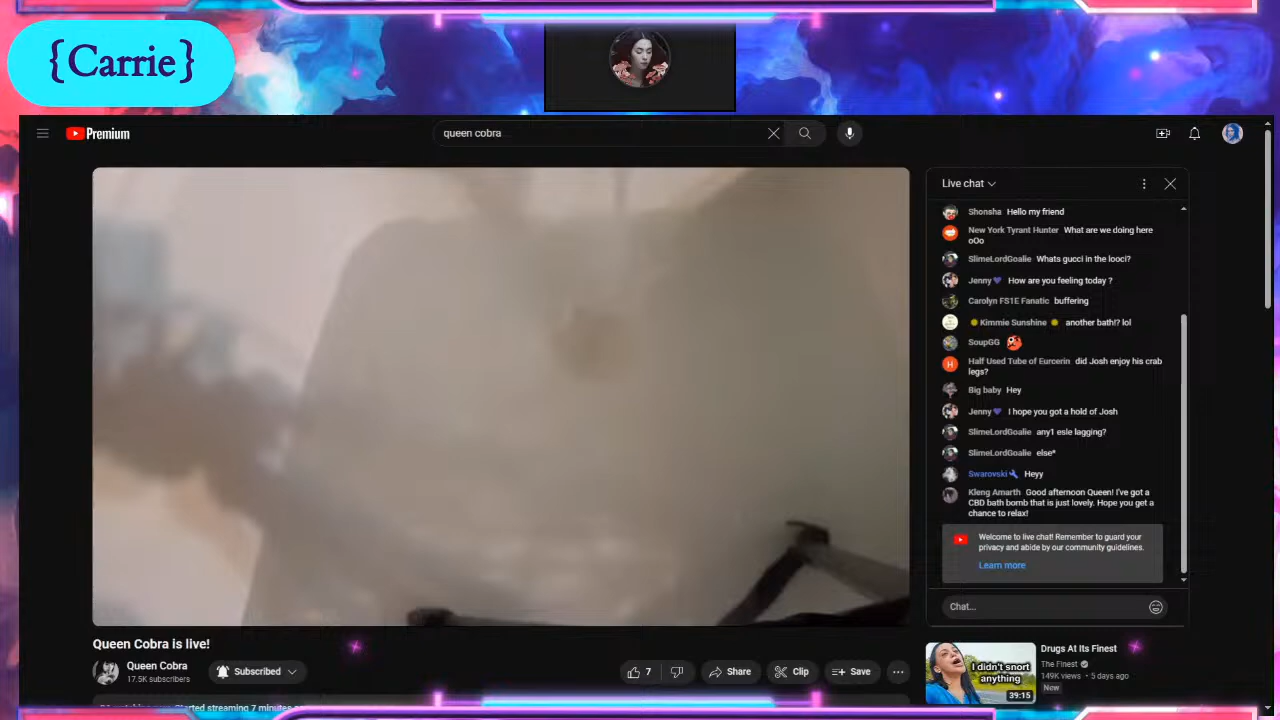 {Carrie}
Premium
queen cobra
Live chat
Shonsha Hello my friend
New York Tyrant Hunter What are we doing here
oOo
SlimeLordGoalie Whats gucci in the looci?
Jenny How are you feeling today ?
Carolyn FS1E Fanatic buffering
Kimmie Sunshine another bath!? lol
SoupGG
Half Used Tube of Eurcerin did Josh enjoy his crab
legs?
Big baby Hey
Jenny I hope you got a hold of Josh
SlimeLordGoalie any1 esle lagging?
SlimeLordGoalie else*
Swarovski Heyy
Kleng Amarth Good afternoon Queen! I've got a
CBD bath bomb that is just lovely. Hope you get a
chance to relax!
Welcome to live chat! Remember to guard your
privacy and abide by our community guidelines.
Learn more
Chat...
Queen Cobra is live!
Queen Cobra
17.5K subscribers
Subscribed
7
Share
Clip
Save
Started streaming 7 minutes
I didn't snort
anything
39:15
Drugs At Its Finest
The Finest
149K views • 5 days ago
New